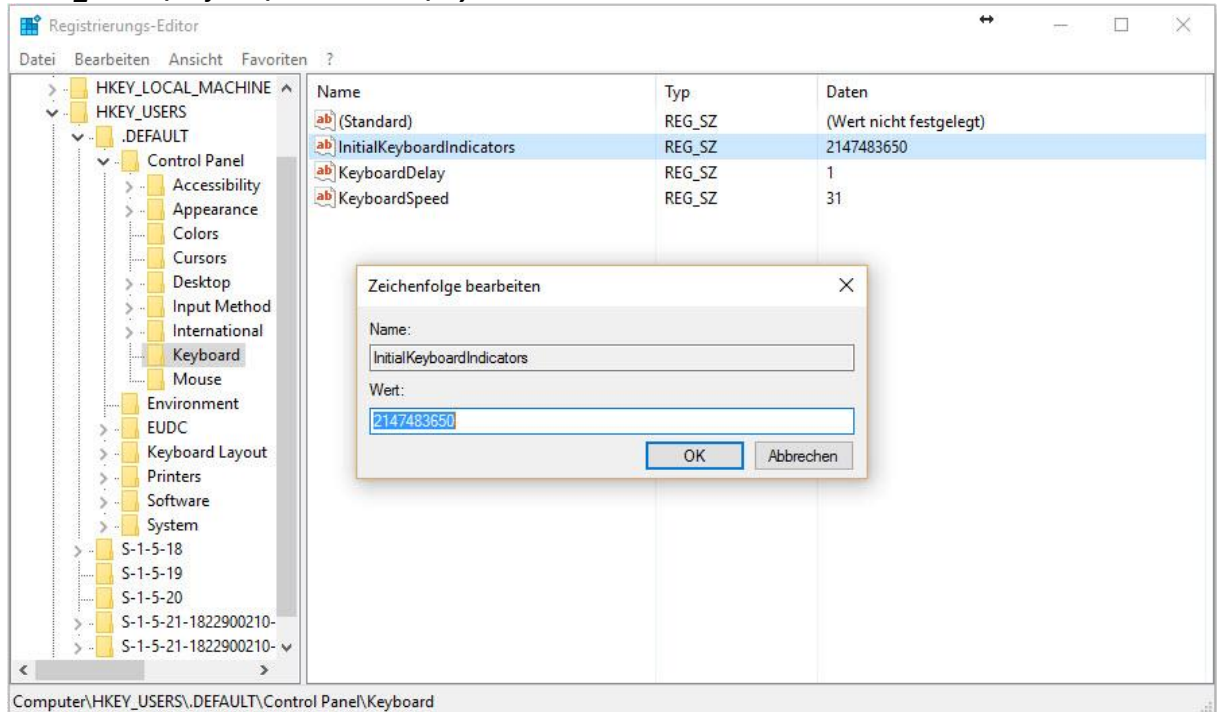 Registrierungs-Editor
Datei Bearbeiten Ansicht Favoriten ?
HKEY_LOCAL_MACHINE
HKEY_USERS
.DEFAULT
Control Panel
Accessibility
Appearance
Colors
Cursors
Desktop
Input Method
International
Keyboard
Mouse
Environment
EUDC
Keyboard Layout
Printers
Software
System
S-1-5-18
S-1-5-19
S-1-5-20
S-1-5-21-1822900210-
S-1-5-21-1822900210-
Name Typ Daten
(Standard) REG_SZ (Wert nicht festgelegt)
InitialKeyboardIndicators REG_SZ 2147483650
KeyboardDelay REG_SZ 1
KeyboardSpeed REG_SZ 31
Zeichenfolge bearbeiten
Name:
InitialKeyboardIndicators
Wert:
2147483650
OK Abbrechen
Computer\HKEY_USERS\.DEFAULT\Control Panel\Keyboard